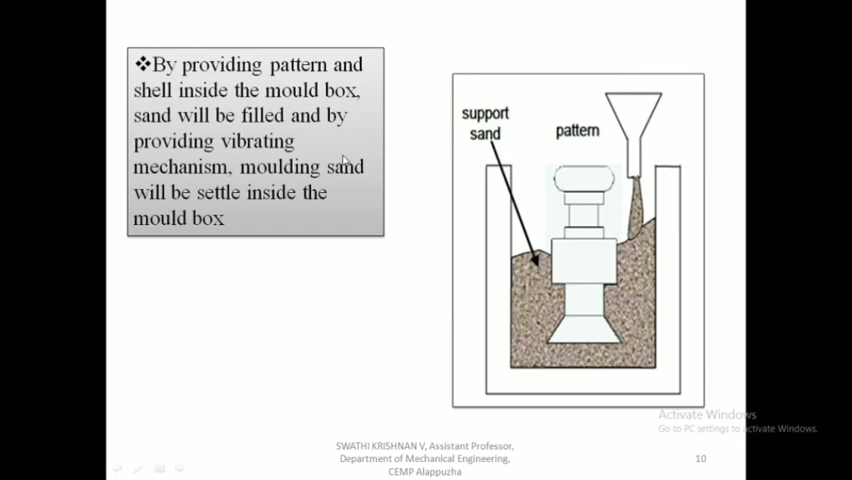 ❖By providing pattern and
shell inside the mould box,
sand will be filled and by
providing vibrating
mechanism, moulding sand
will be settle inside the
mould box
support
sand
pattern
Activate Windows
Go to PC settings to activate Windows.
SWATHI KRISHNAN V, Assistant Professor,
Department of Mechanical Engineering,
CEMP Alappuzha
10